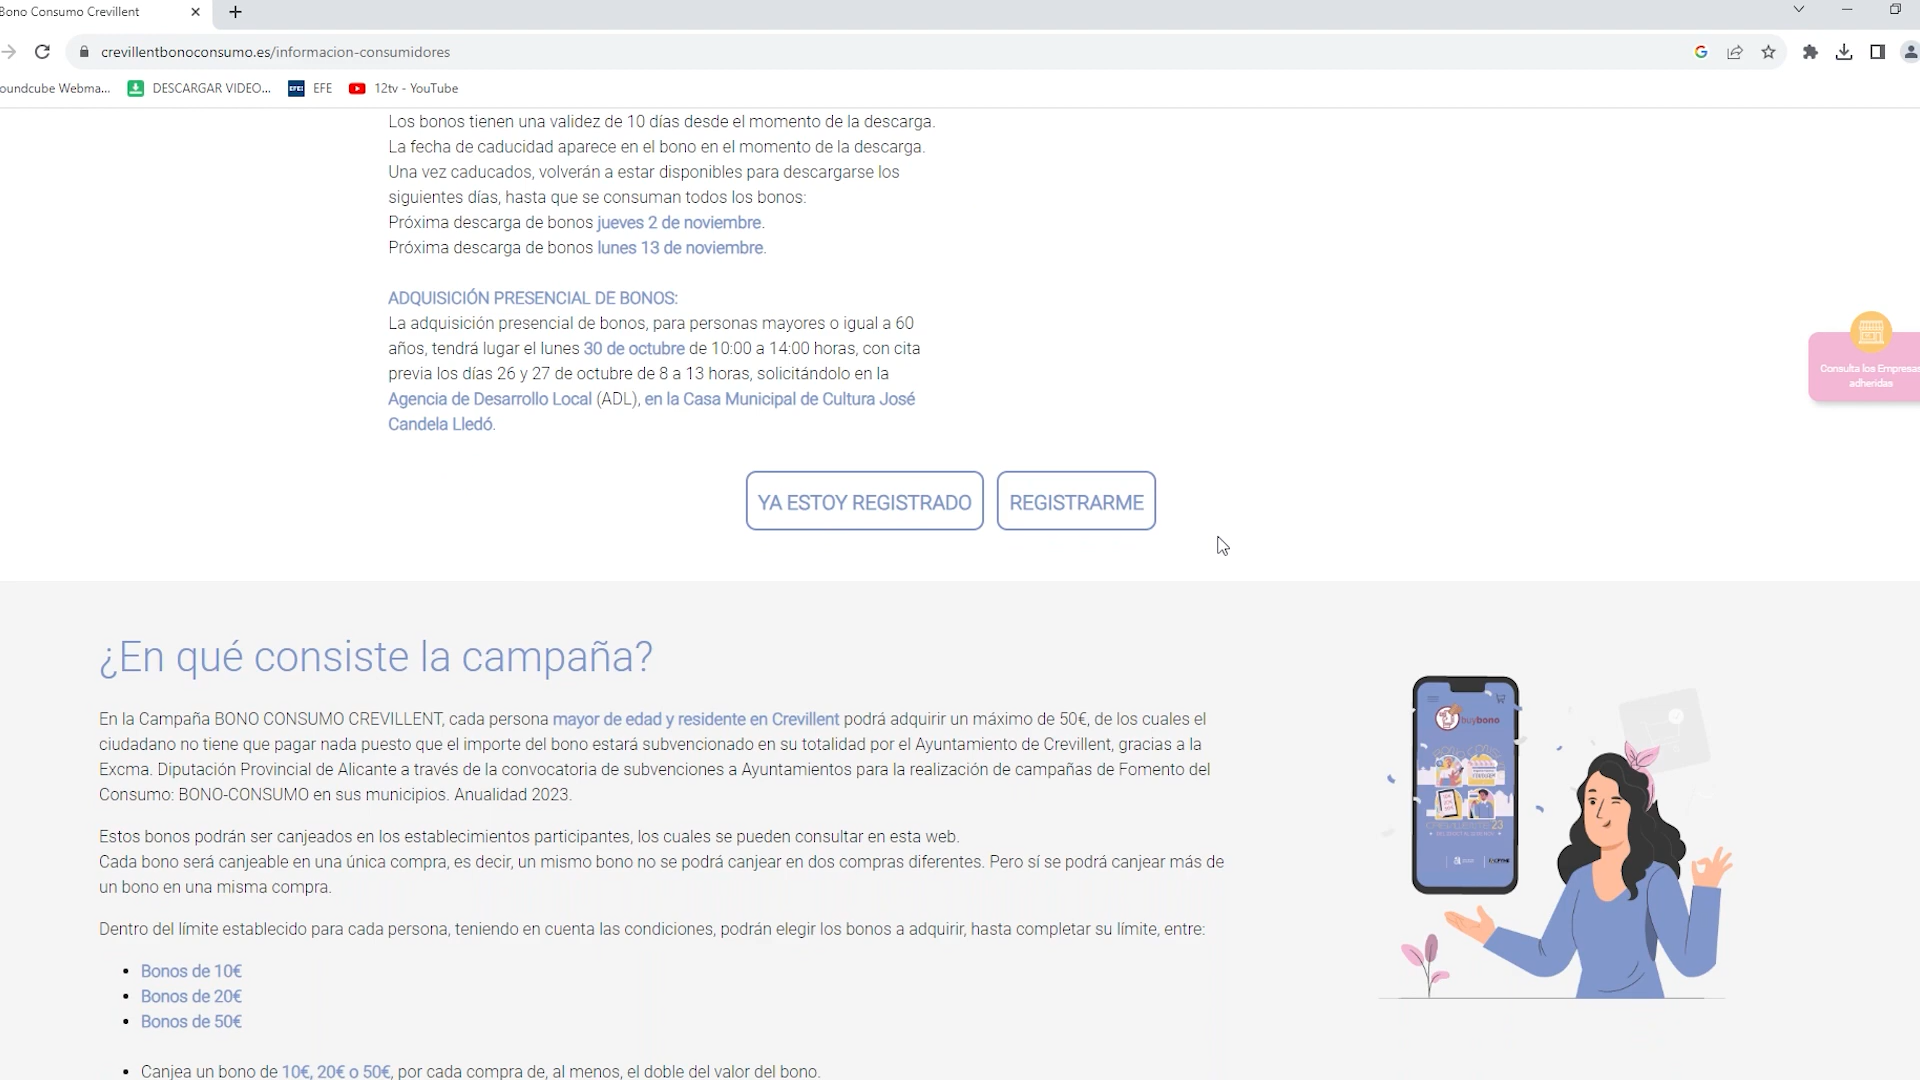 Bono Consumo Crevillent
crevillentbonoconsumo.es/informacion-consumidores
oundcube Webma...
DESCARGAR VIDEO...
EFE:
EFE
12tv - YouTube
Los bonos tienen una validez de 10 días desde el momento de la descarga.
La fecha de caducidad aparece en el bono en el momento de la descarga.
Una vez caducados, volverán a estar disponibles para descargarse los
siguientes días, hasta que se consuman todos los bonos:
Próxima descarga de bonos jueves 2 de noviembre.
Próxima descarga de bonos lunes 13 de noviembre.
ADQUISICIÓN PRESENCIAL DE BONOS:
La adquisición presencial de bonos, para personas mayores o igual a 60
años, tendrá lugar el lunes 30 de octubre de 10:00 a 14:00 horas, con cita
previa los días 26 y 27 de octubre de 8 a 13 horas, solicitándolo en la
Agencia de Desarrollo Local (ADL), en la Casa Municipal de Cultura José
Candela Lledó.
Consulta los Empresas
adheridas
YA ESTOY REGISTRADO
REGISTRARME
¿En qué consiste la campaña?
En la Campaña BONO CONSUMO CREVILLENT, cada persona mayor de edad y residente en Crevillent podrá adquirir un máximo de 50€, de los cuales el
ciudadano no tiene que pagar nada puesto que el importe del bono estará subvencionado en su totalidad por el Ayuntamiento de Crevillent, gracias a la
Excma. Diputación Provincial de Alicante a través de la convocatoria de subvenciones a Ayuntamientos para la realización de campañas de Fomento del
Consumo: BONO-CONSUMO en sus municipios. Anualidad 2023.
Estos bonos podrán ser canjeados en los establecimientos participantes, los cuales se pueden consultar en esta web.
Cada bono será canjeable en una única compra, es decir, un mismo bono no se podrá canjear en dos compras diferentes. Pero sí se podrá canjear más de
un bono en una misma compra.
Dentro del límite establecido para cada persona, teniendo en cuenta las condiciones, podrán elegir los bonos a adquirir, hasta completar su límite, entre:
• Bonos de 10€
• Bonos de 20€
• Bonos de 50€
• Canjea un bono de 10€, 20€ o 50€, por cada compra de, al menos, el doble del valor del bono.
buybono